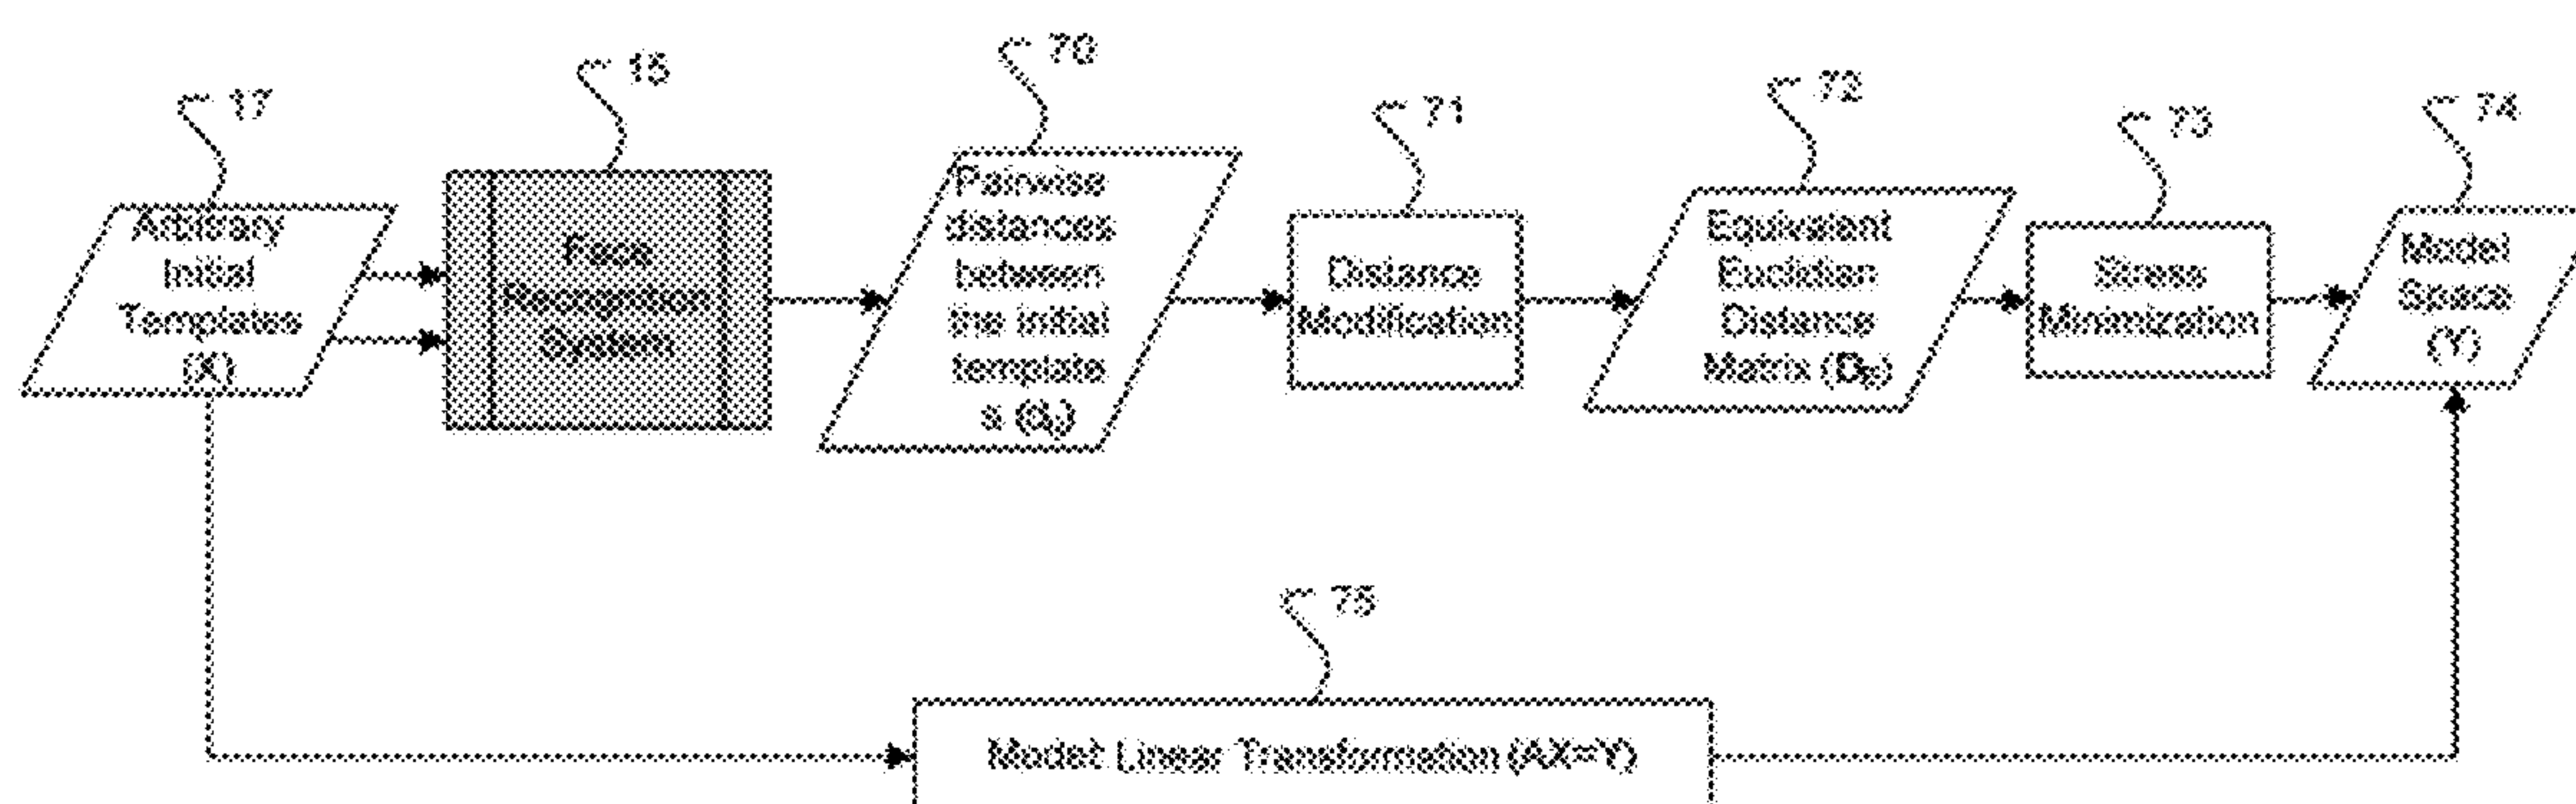 17
15
70
71
72
73
74
Arbitrary
Initial
Templates
(X)
Face
Recognition
System
Pairwise
distances
between
the initial
template
s (Dij)
Distance
Modification
Equivalent
Euclidian
Distance
Matrix (DE)
Stress
Minimization
Model
Space
(Y)
75
Model: Linear Transformation (AX=Y)